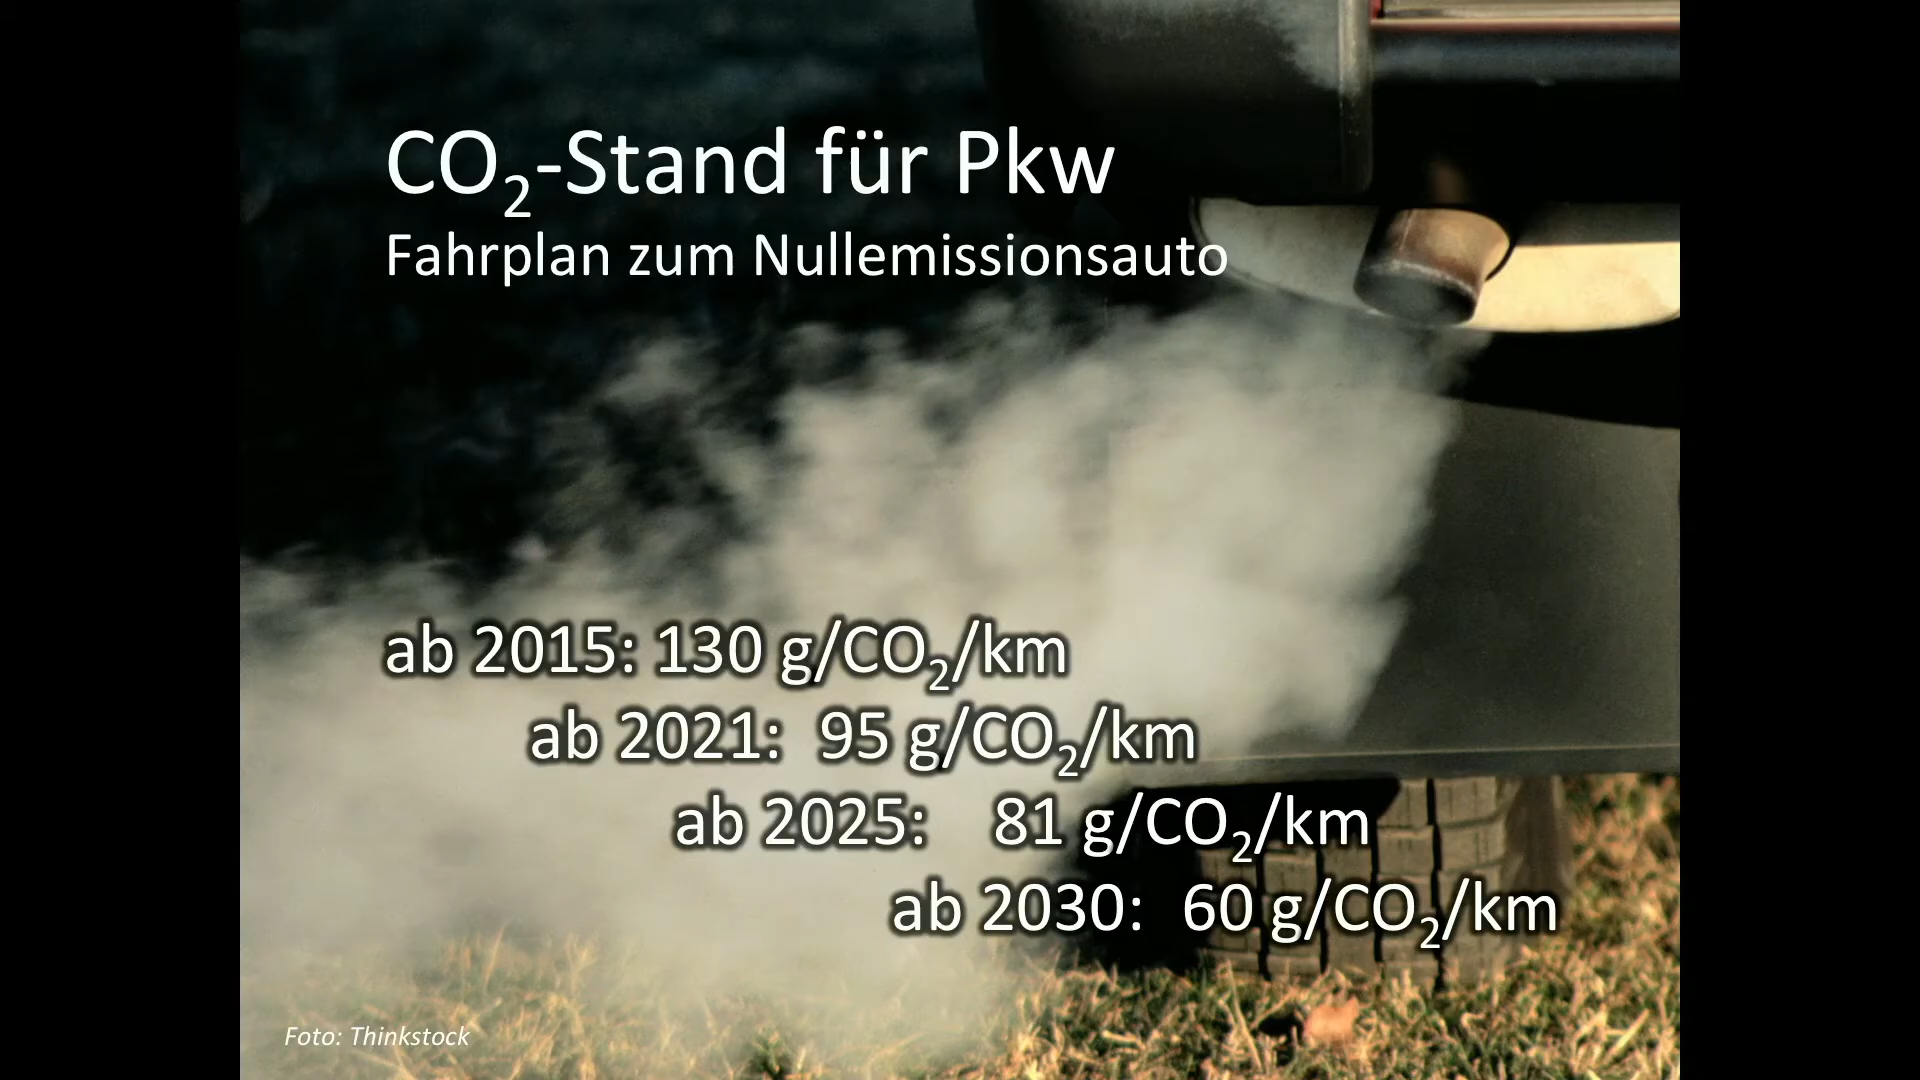 CO₂-Stand für Pkw
Fahrplan zum Nullemissionsauto
ab 2015: 130 g/CO₂/km
ab 2021: 95 g/CO₂/km
ab 2025: 81 g/CO₂/km
ab 2030: 60 g/CO₂/km
Foto: Thinkstock